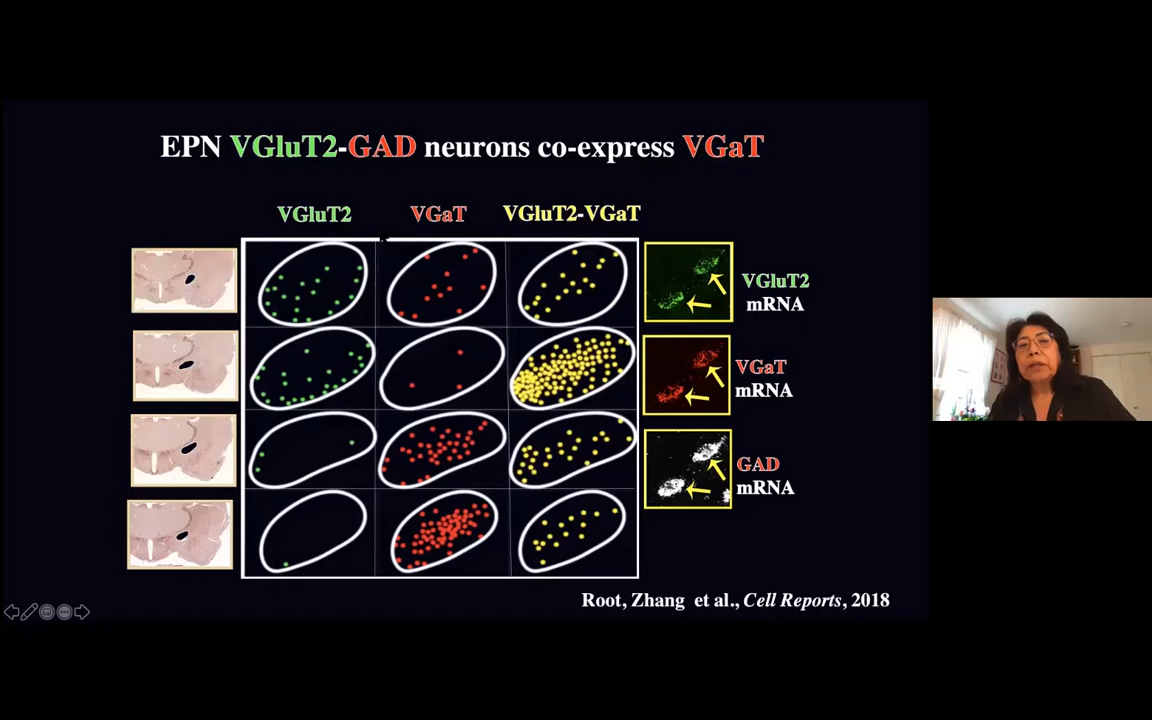 EPN VGluT2-GAD neurons co-express VGaT
VGluT2
VGaT
VGluT2-VGaT
VGluT2
mRNA
VGaT
mRNA
GAD
mRNA
Root, Zhang et al., Cell Reports, 2018